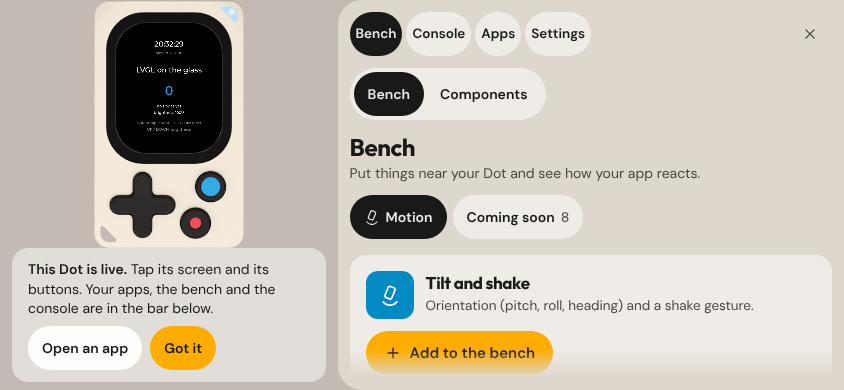 20:32:29
LVGL on the glass
0
This Dot is live. Tap its screen and its
buttons. Your apps, the bench and the
console are in the bar below.
Open an app
Got it
Bench
Console
Apps
Settings
Bench
Components
Bench
Put things near your Dot and see how your app reacts.
Motion
Coming soon 8
Tilt and shake
Orientation (pitch, roll, heading) and a shake gesture.
Add to the bench